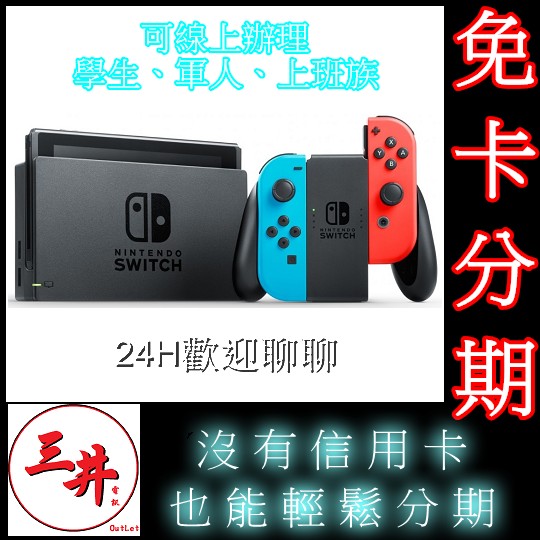 可線上辦理
學生、軍人、上班族
免卡分期
NINTENDO
SWITCH
X
Y
A
B
NINTENDO
SWITCH
24H歡迎聊聊
三井
電訊
OutLet
沒有信用卡
也能輕鬆分期